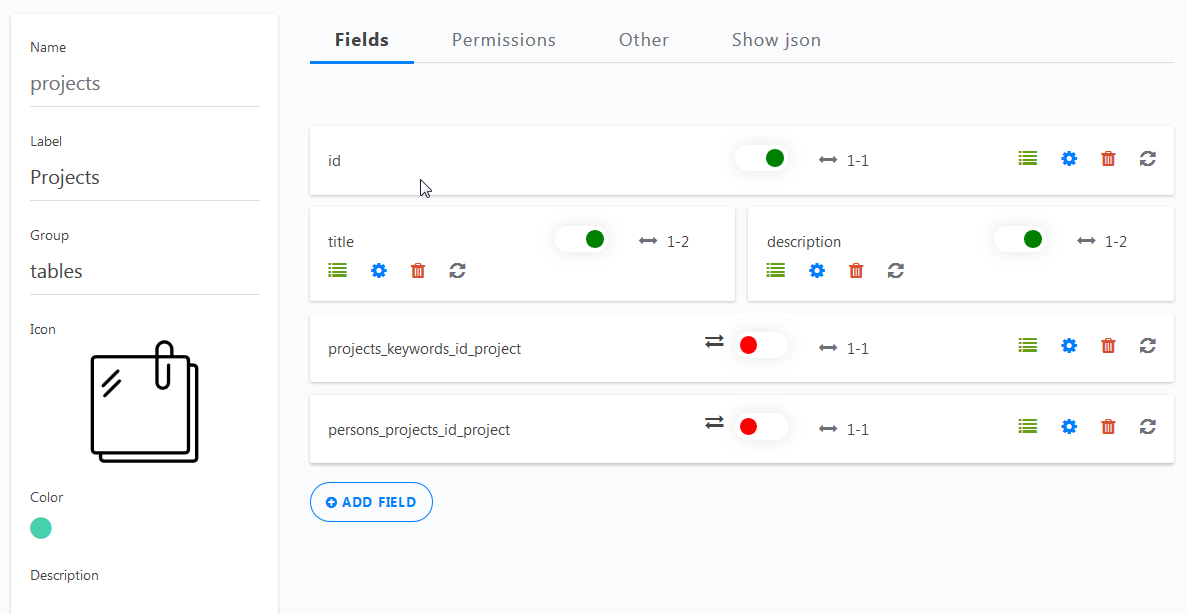 Name
projects
Label
Projects
Group
tables
Icon
Color
Description
Fields Permissions Other Show json
id 1-1
title 1-2
description 1-2
projects_keywords_id_project 1-1
persons_projects_id_project 1-1
ADD FIELD